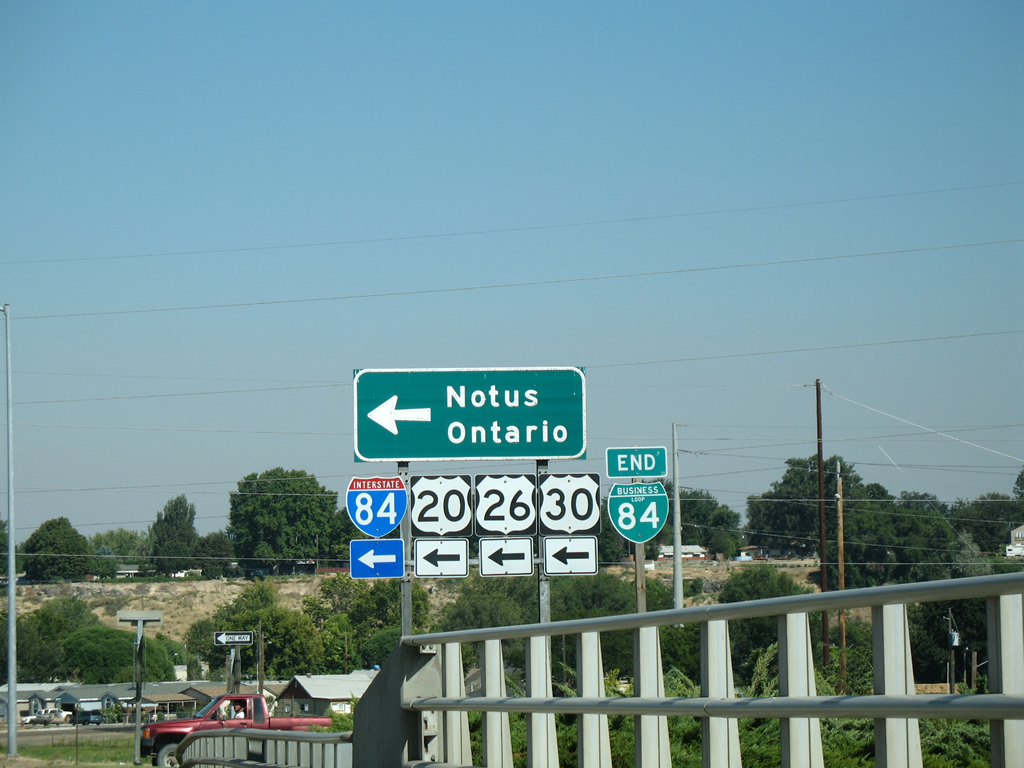 Notus
Ontario
INTERSTATE
84
20
26
30
END
BUSINESS
LOOP
84
ONE WAY